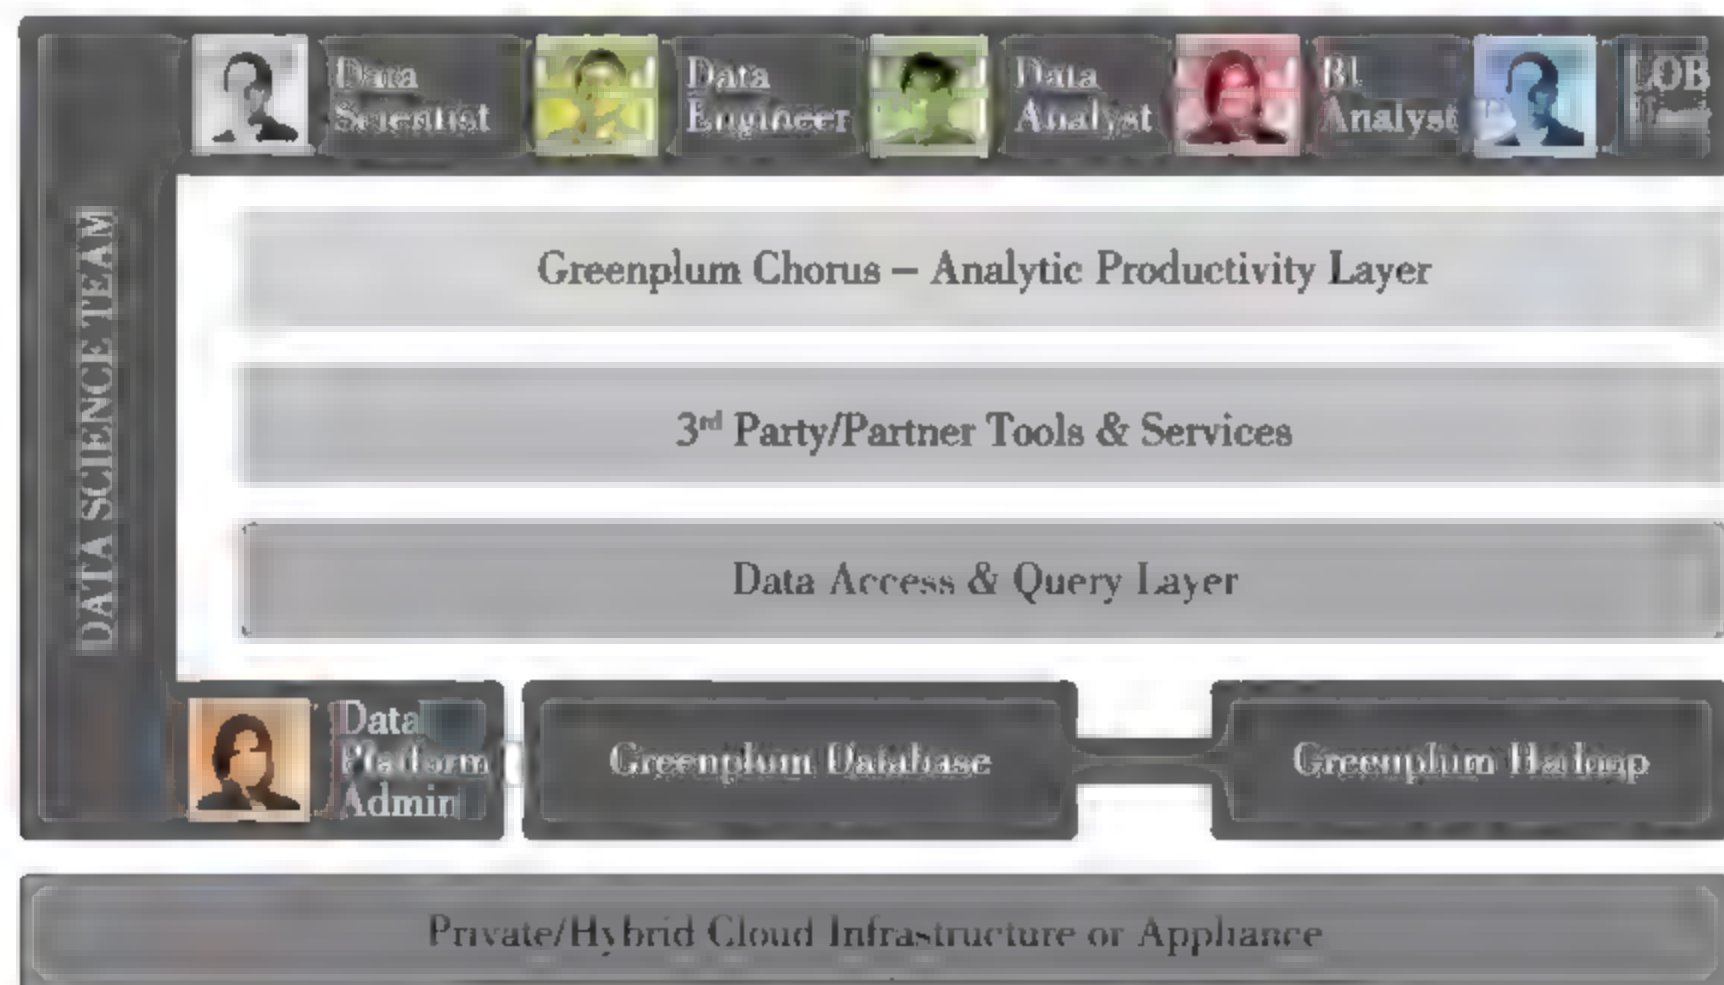 Data
Scientist
Data
Engineer
Data
Analyst
BI
Analyst
LOB
DATA SCIENCE TEAM
Greenplum Chorus – Analytic Productivity Layer
3rd Party/Partner Tools & Services
Data Access & Query Layer
Data
Platform
Admin
Greenplum Database
Greenplum Hadoop
Private/Hybrid Cloud Infrastructure or Appliance